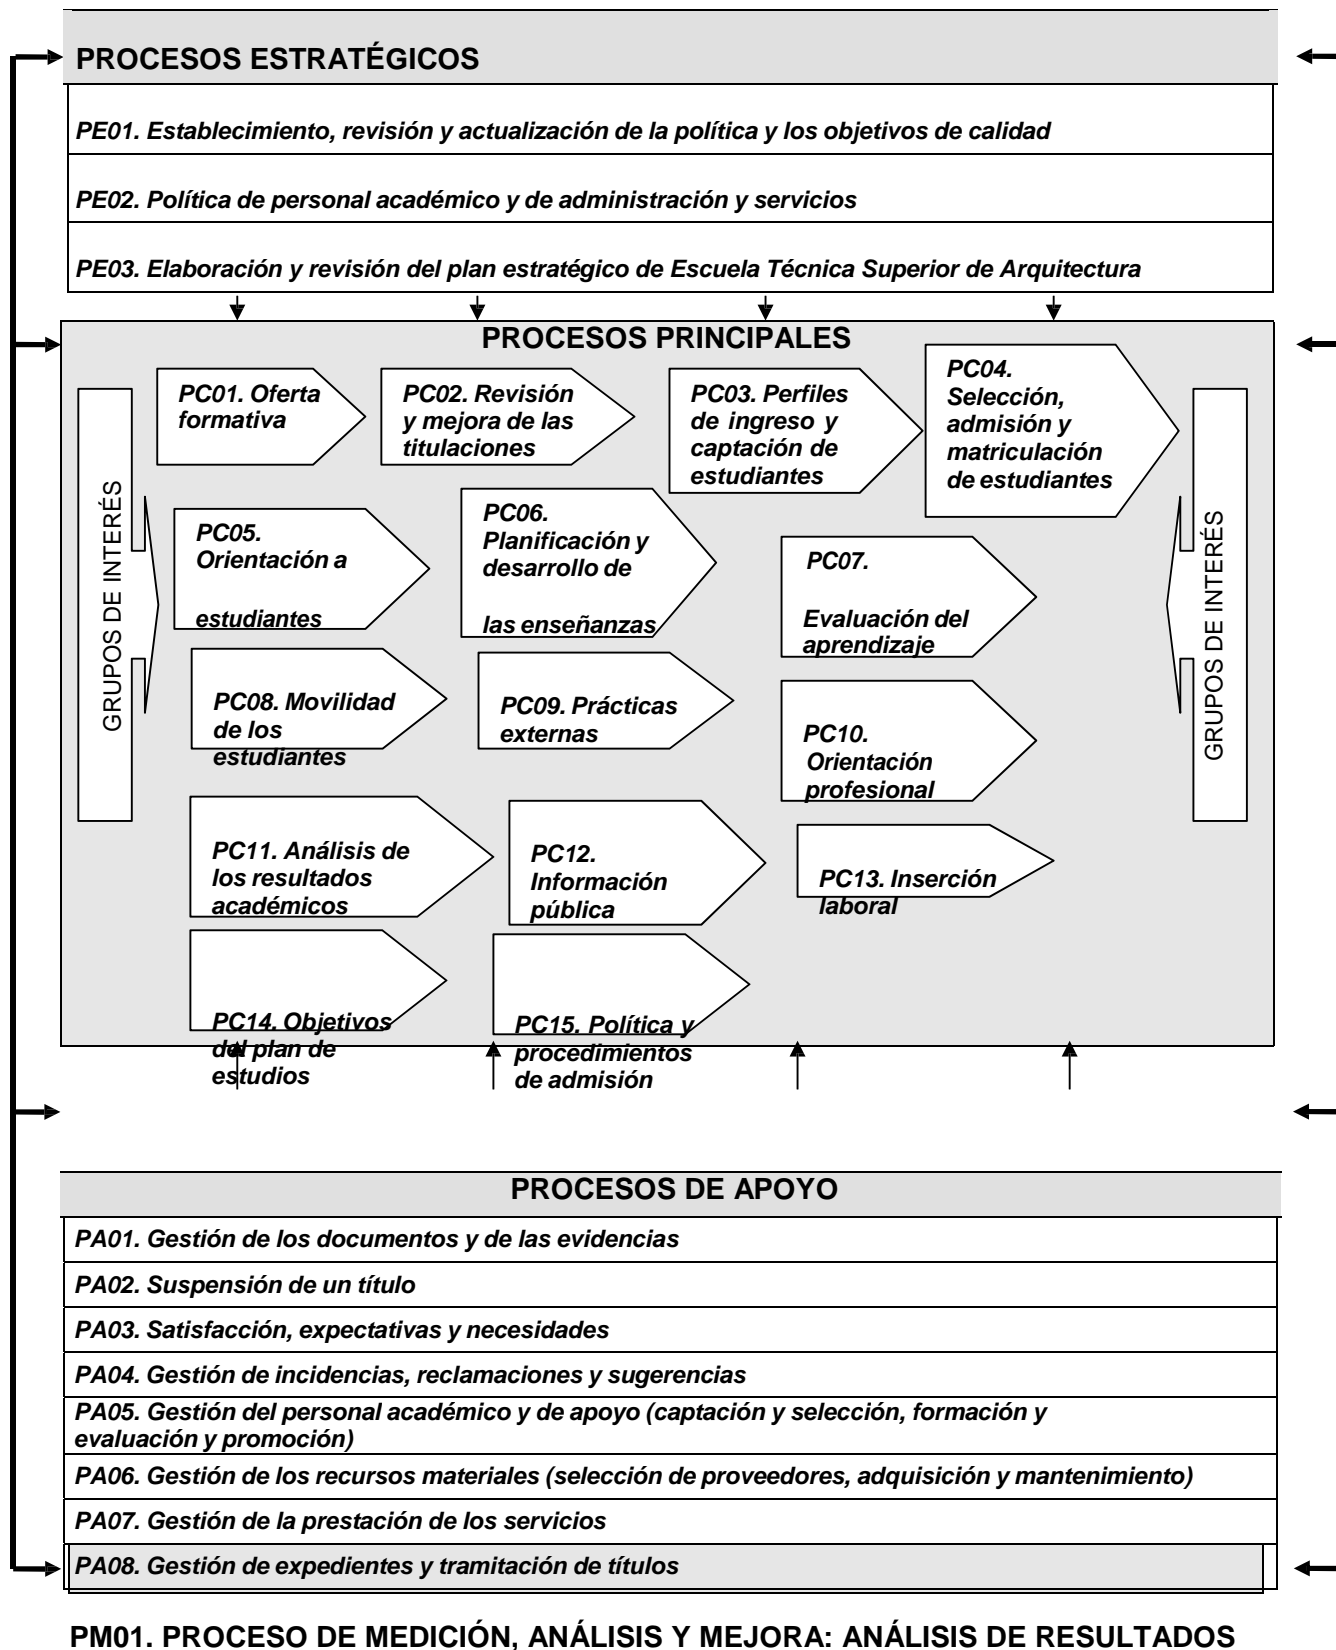 PROCESOS ESTRATÉGICOS
PE01. Establecimiento, revisión y actualización de la política y los objetivos de calidad
PE02. Política de personal académico y de administración y servicios
PE03. Elaboración y revisión del plan estratégico de Escuela Técnica Superior de Arquitectura
PROCESOS PRINCIPALES
GRUPOS DE INTERÉS
PC01. Oferta
formativa
PC02. Revisión
y mejora de las
titulaciones
PC03. Perfiles
de ingreso y
captación de
estudiantes
PC04.
Selección,
admisión y
matriculación
de estudiantes
PC05.
Orientación a
estudiantes
PC06.
Planificación y
desarrollo de
las enseñanzas
PC07.
Evaluación del
aprendizaje
GRUPOS DE INTERÉS
PC08. Movilidad
de los
estudiantes
PC09. Prácticas
externas
PC10.
Orientación
profesional
PC11. Análisis de
los resultados
académicos
PC12.
Información
pública
PC13. Inserción
laboral
PC14. Objetivos
del plan de
estudios
PC15. Política y
procedimientos
de admisión
PROCESOS DE APOYO
PA01. Gestión de los documentos y de las evidencias
PA02. Suspensión de un título
PA03. Satisfacción, expectativas y necesidades
PA04. Gestión de incidencias, reclamaciones y sugerencias
PA05. Gestión del personal académico y de apoyo (captación y selección, formación y
evaluación y promoción)
PA06. Gestión de los recursos materiales (selección de proveedores, adquisición y mantenimiento)
PA07. Gestión de la prestación de los servicios
PA08. Gestión de expedientes y tramitación de títulos
PM01. PROCESO DE MEDICIÓN, ANÁLISIS Y MEJORA: ANÁLISIS DE RESULTADOS